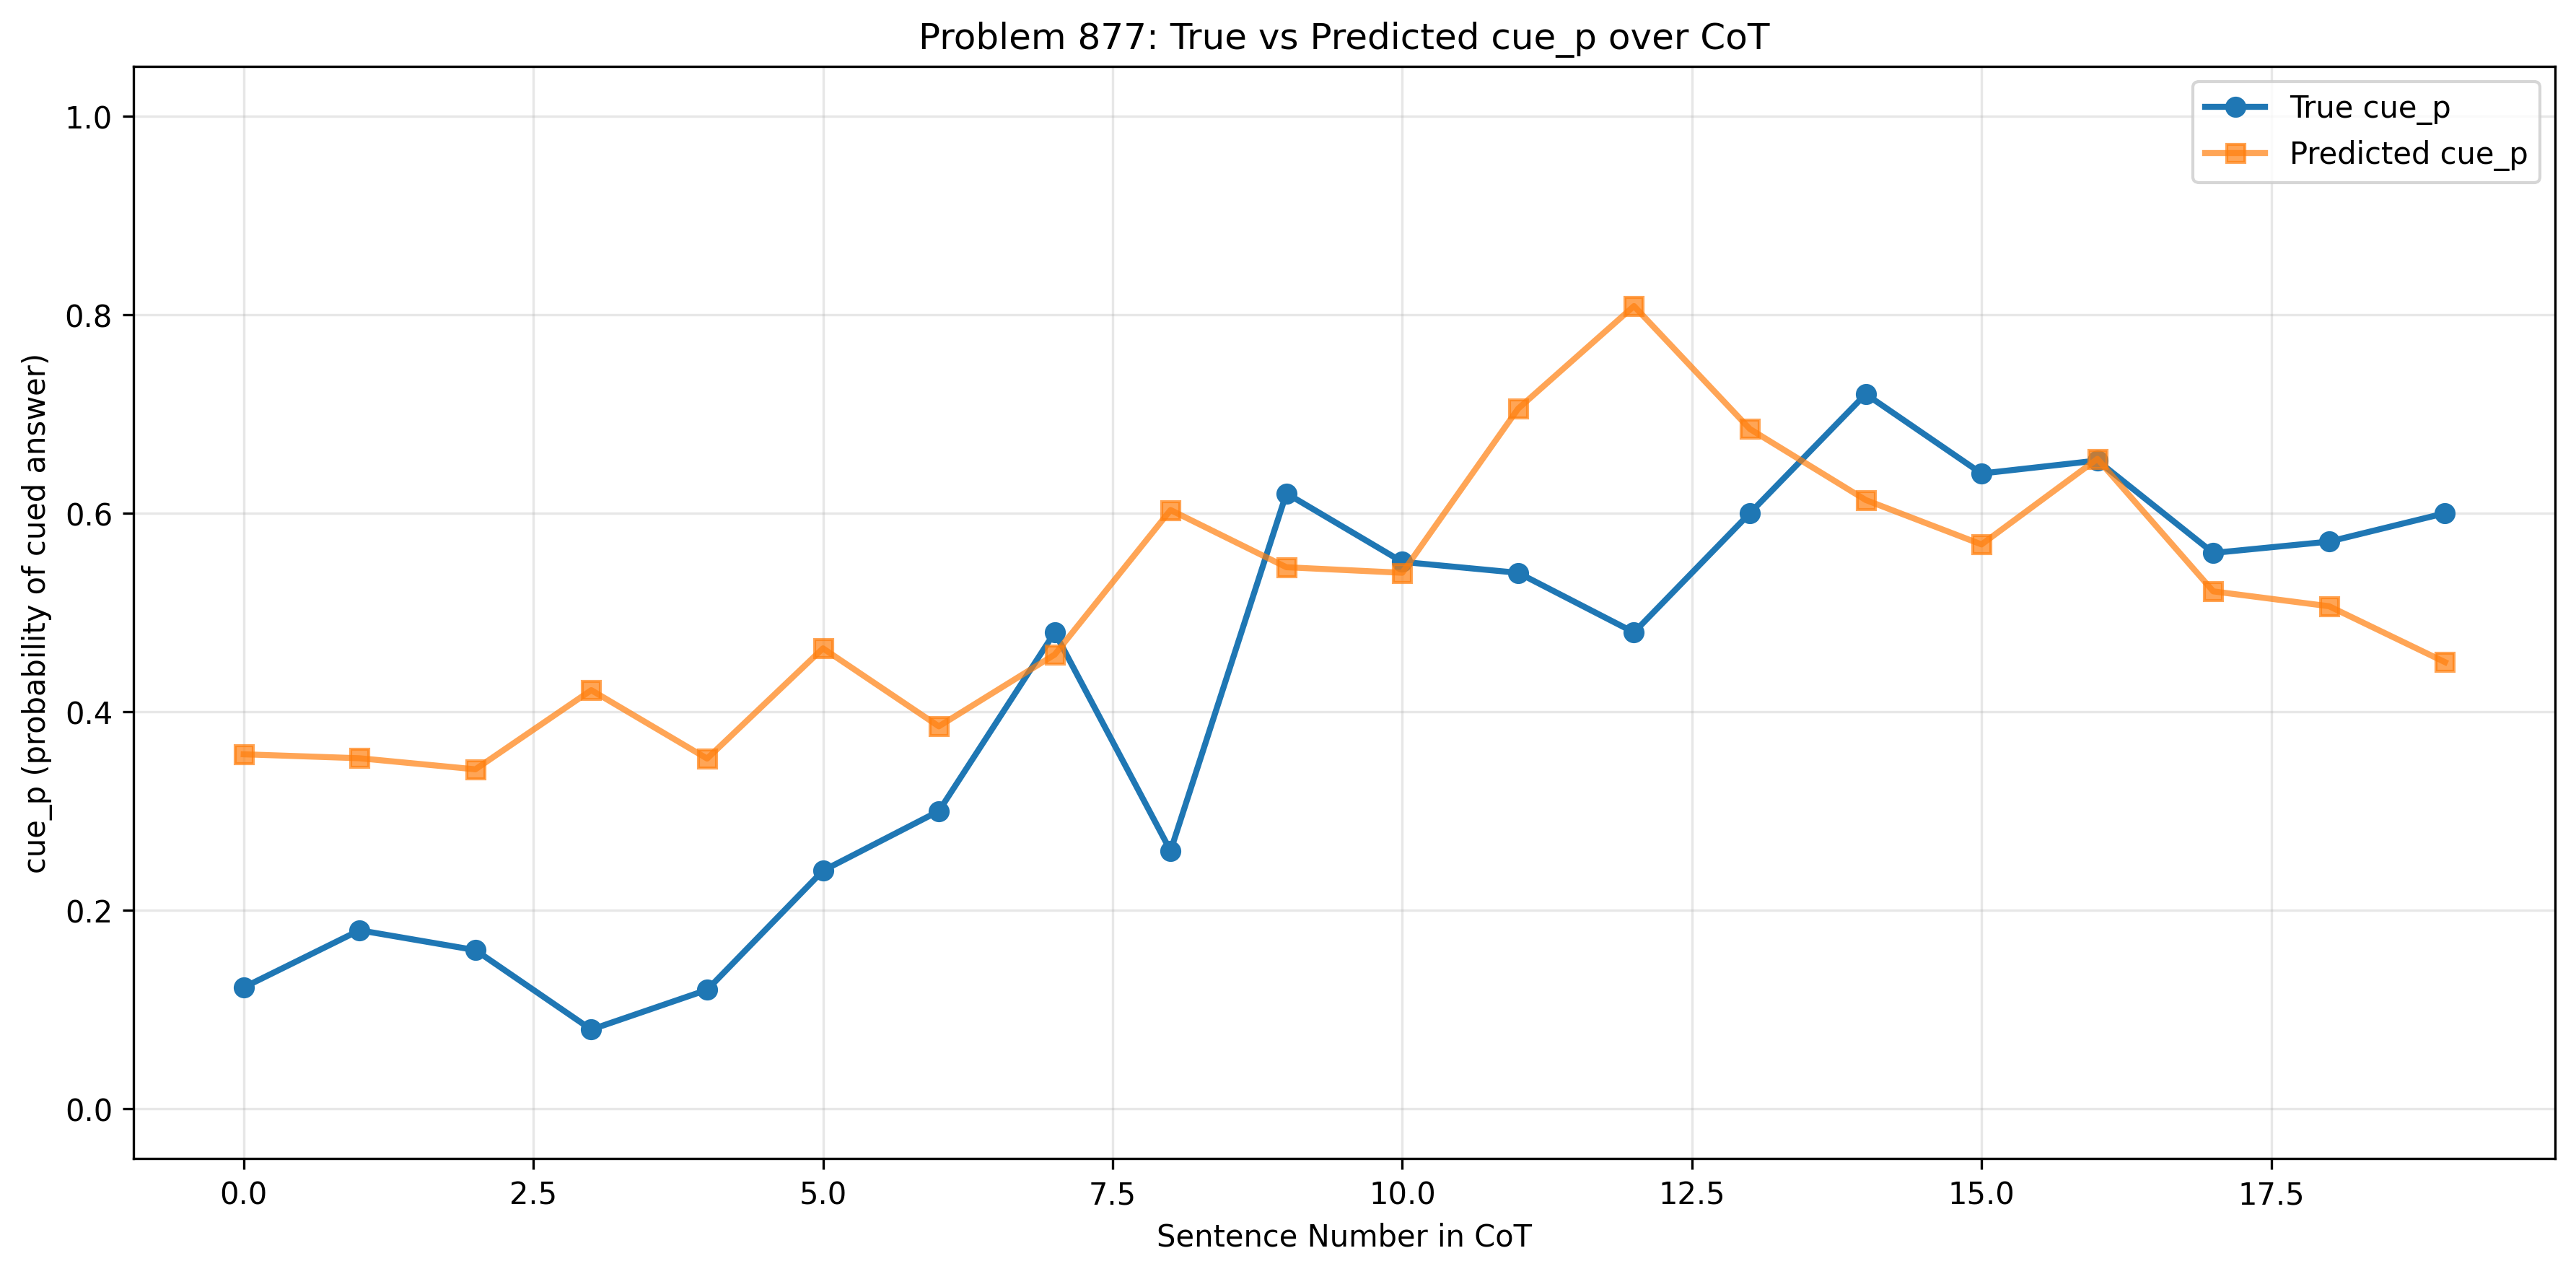 Problem 877: True vs Predicted cue_p over CoT
True cue_p
Predicted cue_p
cue_p (probability of cued answer)
1.0
0.8
0.6
0.4
0.2
0.0
0.0 2.5 5.0 7.5 10.0 12.5 15.0 17.5
Sentence Number in CoT